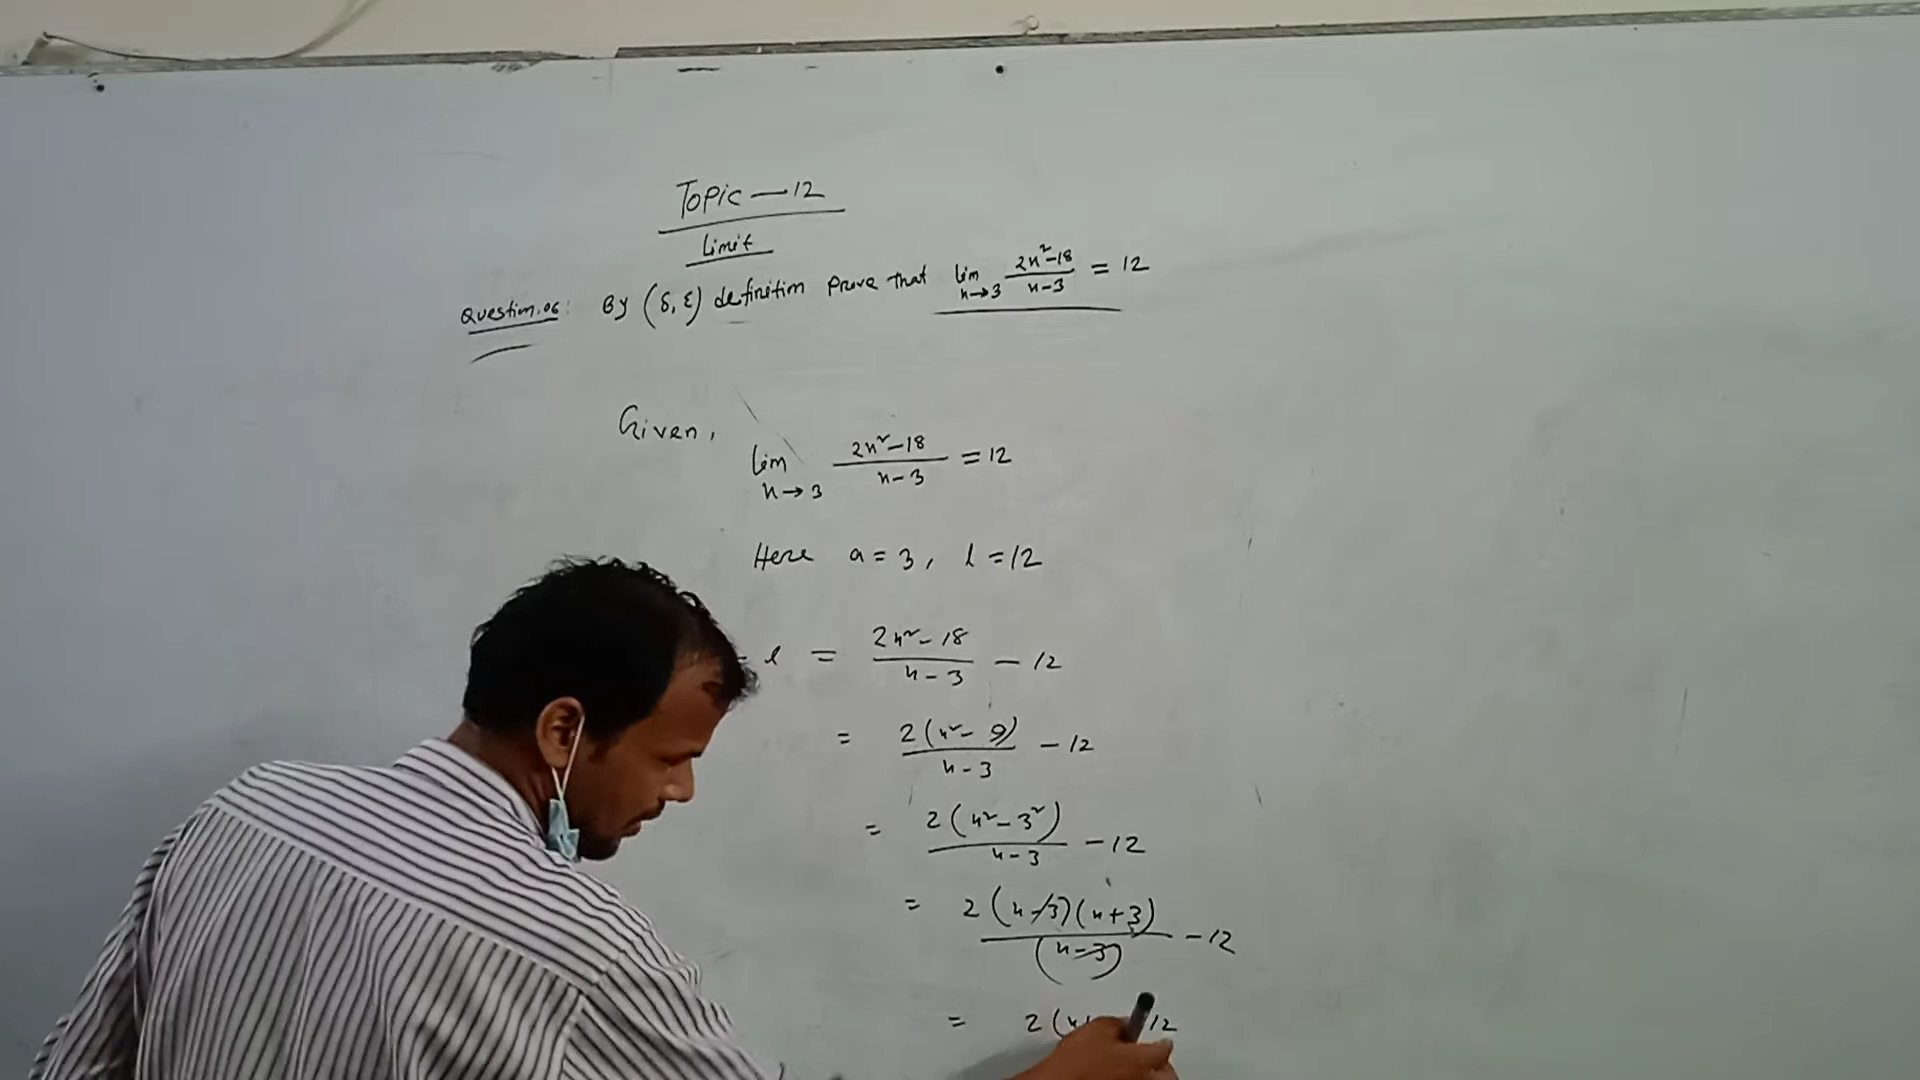 Topic — 12
Limit
Question.06: By (δ, ε) definition prove that lim x→3 (2x²-18)/(x-3) = 12
Given,
lim x→3 (2x²-18)/(x-3) = 12
Here a = 3, l = 12
- l = (2x²-18)/(x-3) - 12
= 2(x²-9)/(x-3) - 12
= 2(x²-3²)/(x-3) - 12
= 2(x-3)(x+3)/(x-3) - 12
= 2(x 12